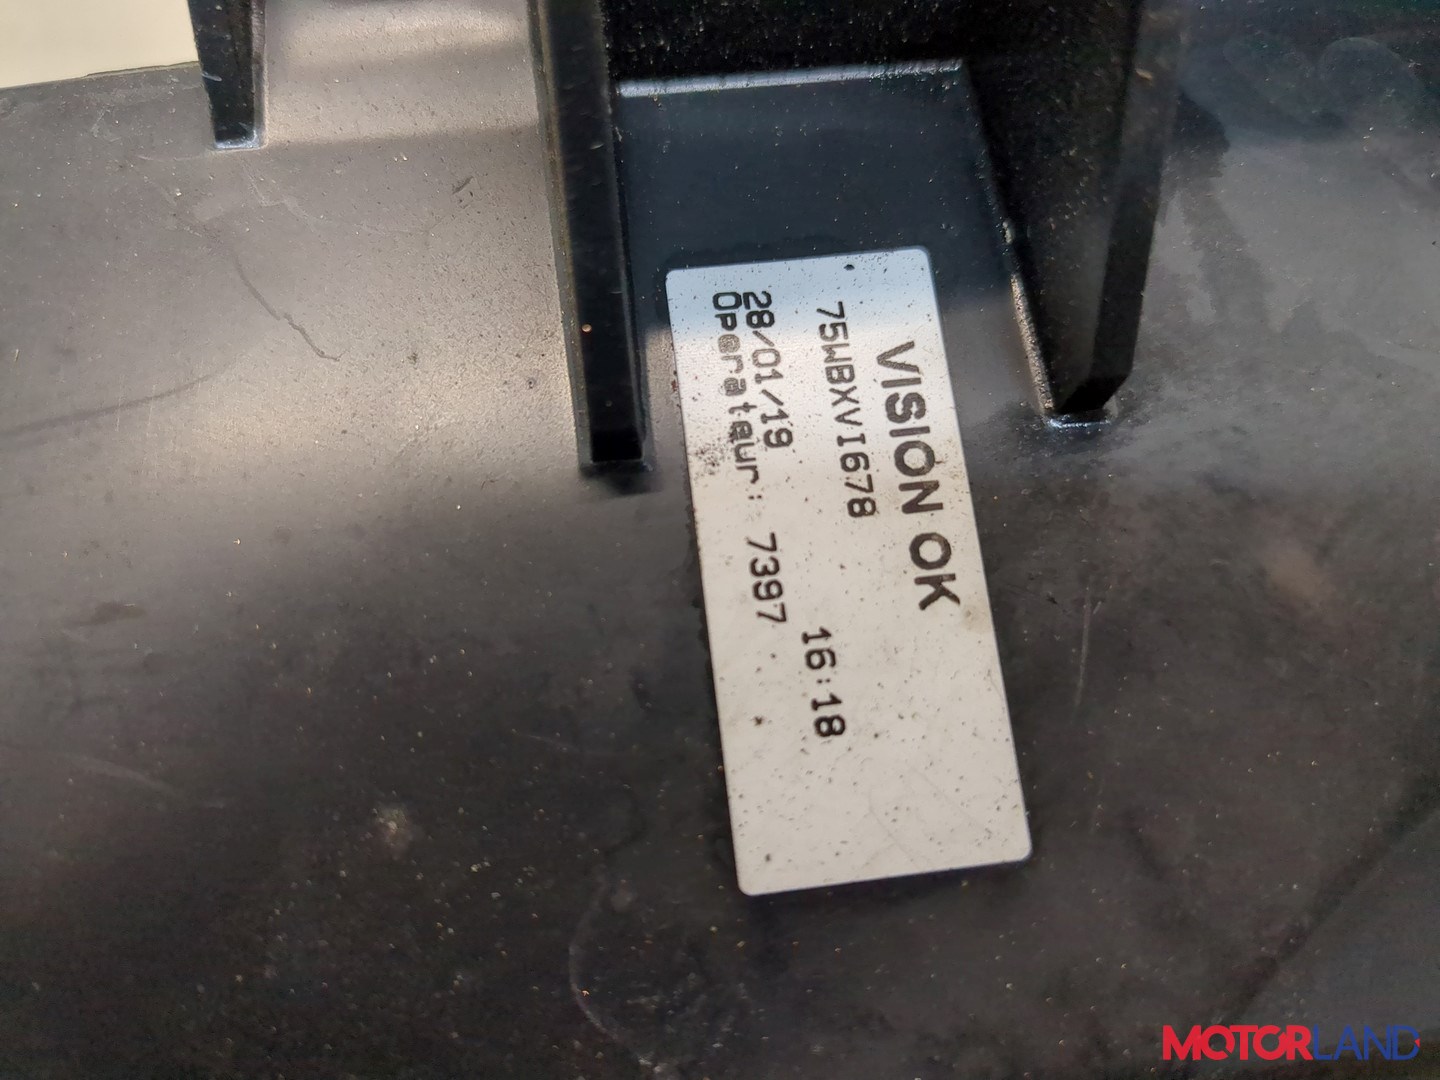 VISION OK
75WBXVI678
28/01/19 16:18
Operateur: 7397
MOTORLAND